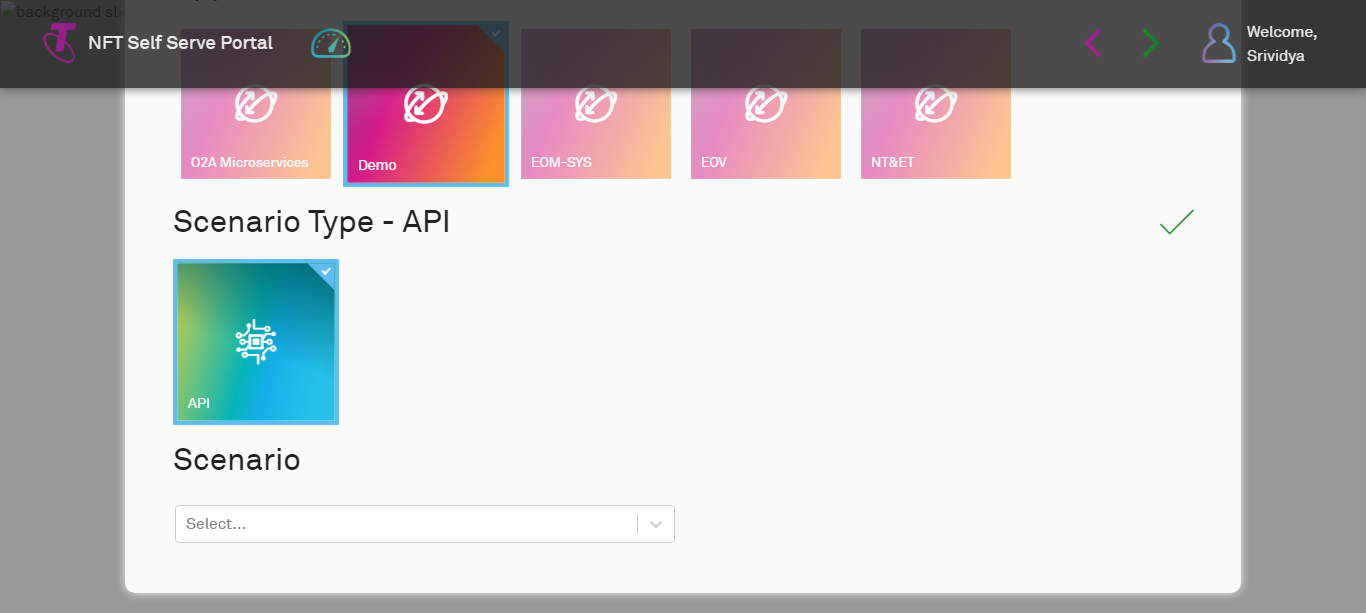 background sli
NFT Self Serve Portal
Welcome,
Srividya
O2A Microservices
Demo
EOM-SYS
EOV
NT&ET
Scenario Type - API
API
Scenario
Select...